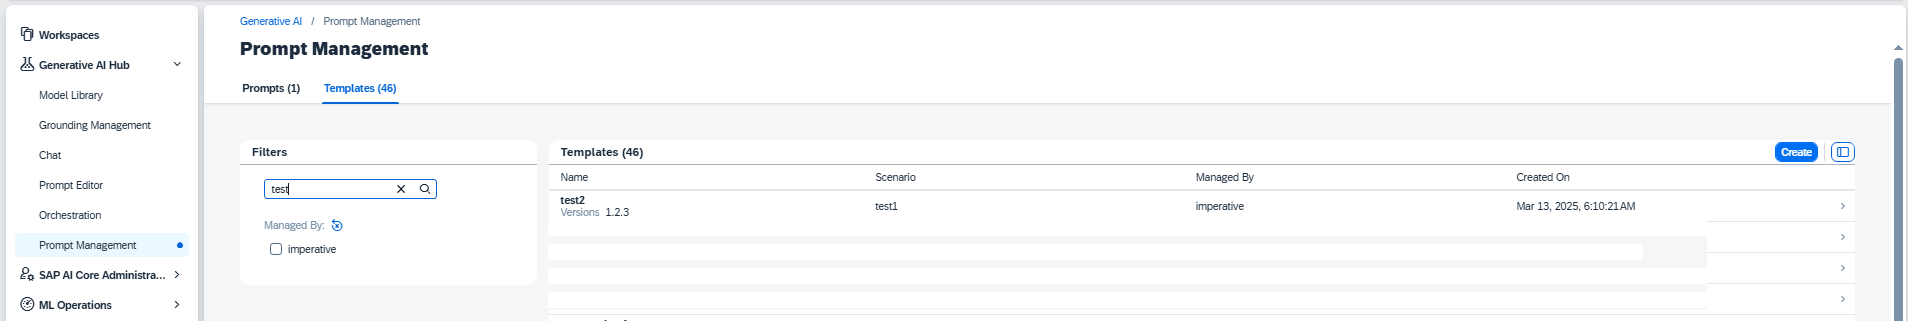 Workspaces
Generative AI Hub
Model Library
Grounding Management
Chat
Prompt Editor
Orchestration
Prompt Management
SAP AI Core Administra...
ML Operations
Generative AI / Prompt Management
Prompt Management
Prompts (1) Templates (46)
Filters
test
Managed By:
imperative
Templates (46) Create
Name Scenario Managed By Created On
test2 test1 imperative Mar 13, 2025, 6:10:21 AM
Versions 1.2.3